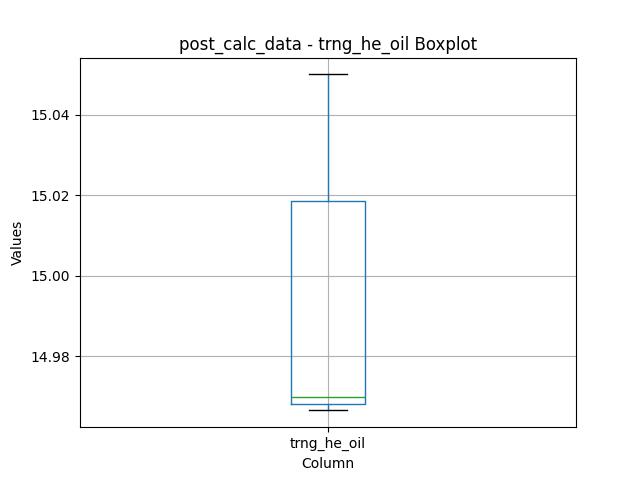 post_calc_data - trng_he_oil Boxplot
15.04
15.02
15.00
14.98
Values
trng_he_oil
Column